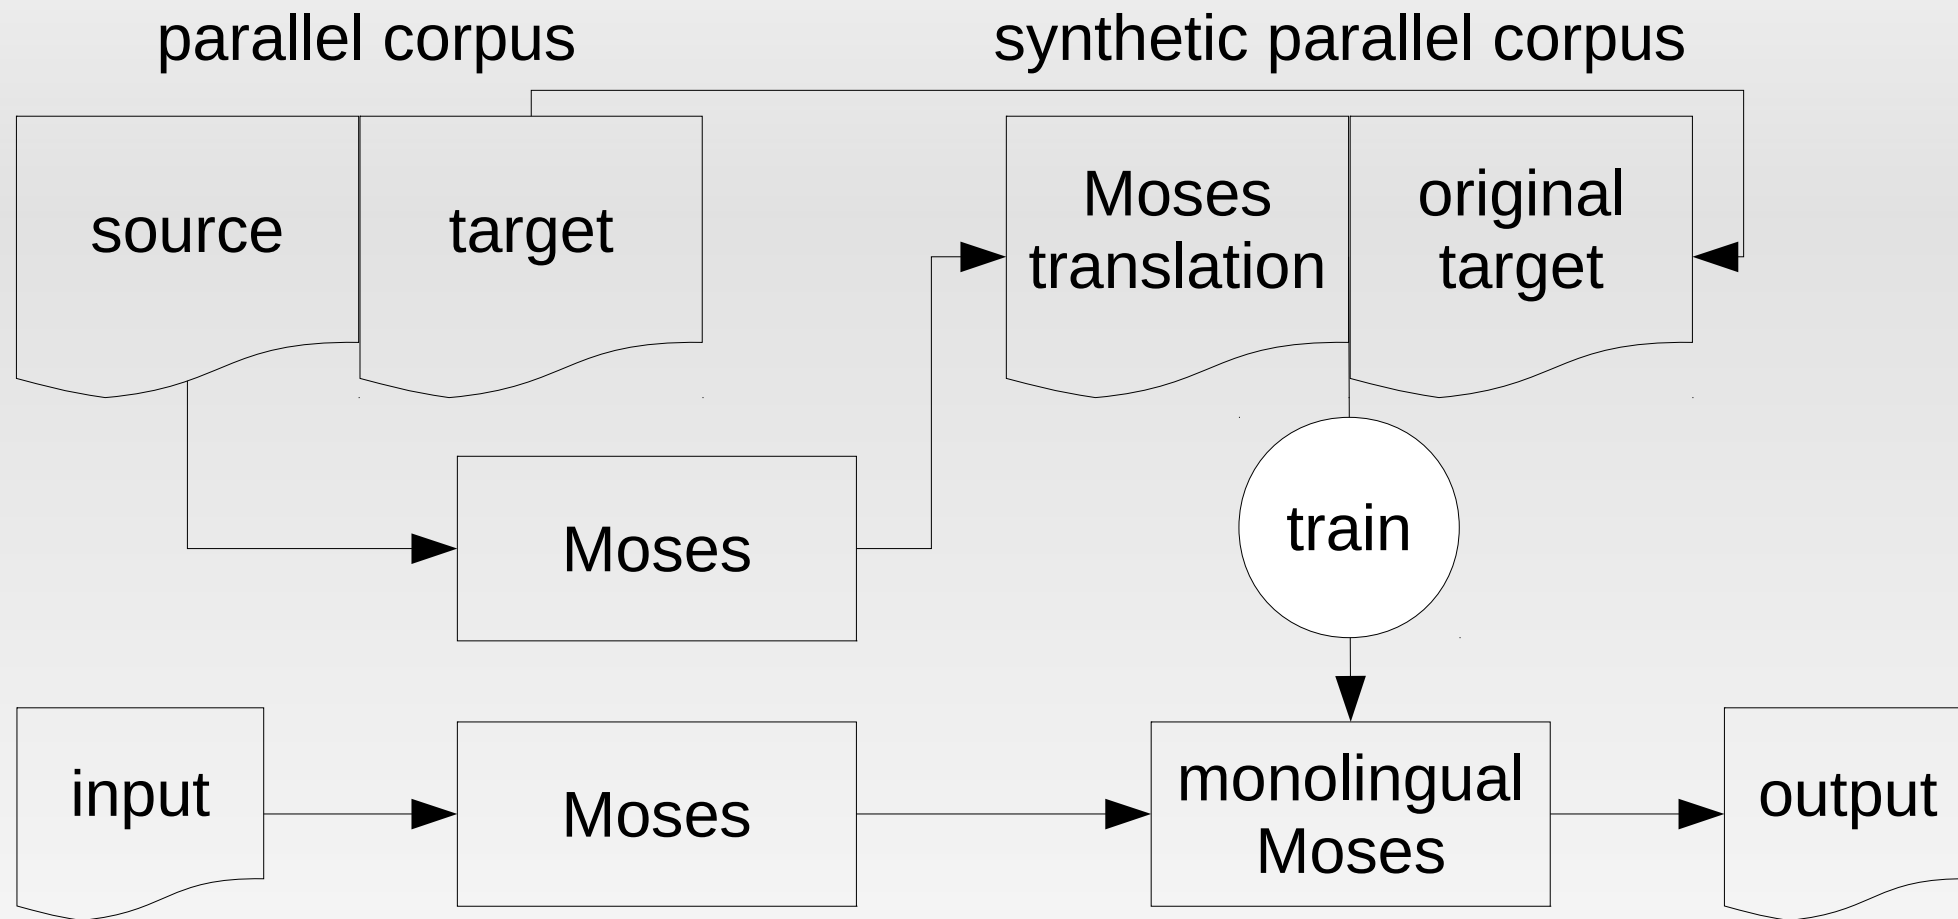 parallel corpus
synthetic parallel corpus
source
target
Moses
translation
original
target
Moses
train
input
Moses
monolingual
Moses
output